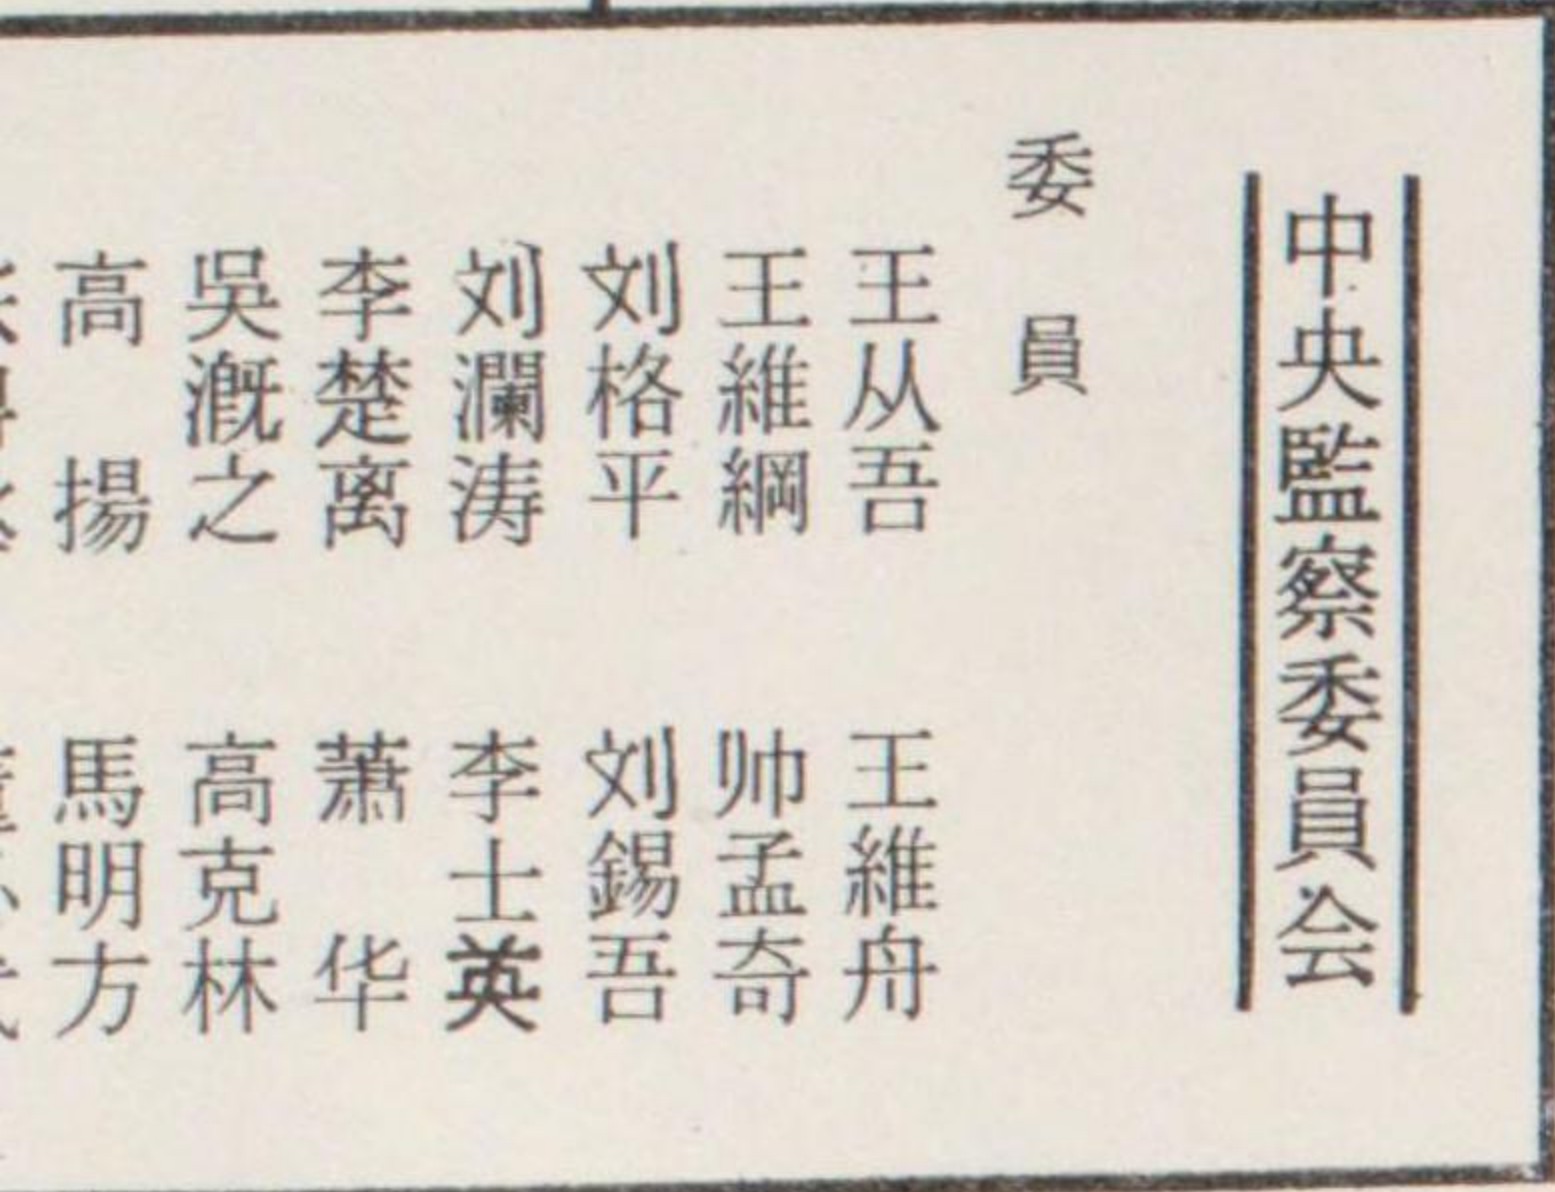 中央監察委員会
委員
王从吾
王維舟
王維綱
帅孟奇
刘格平
刘錫吾
刘瀾涛
李士英
李楚离
萧华
吳溉之
高克林
高揚
馬明方